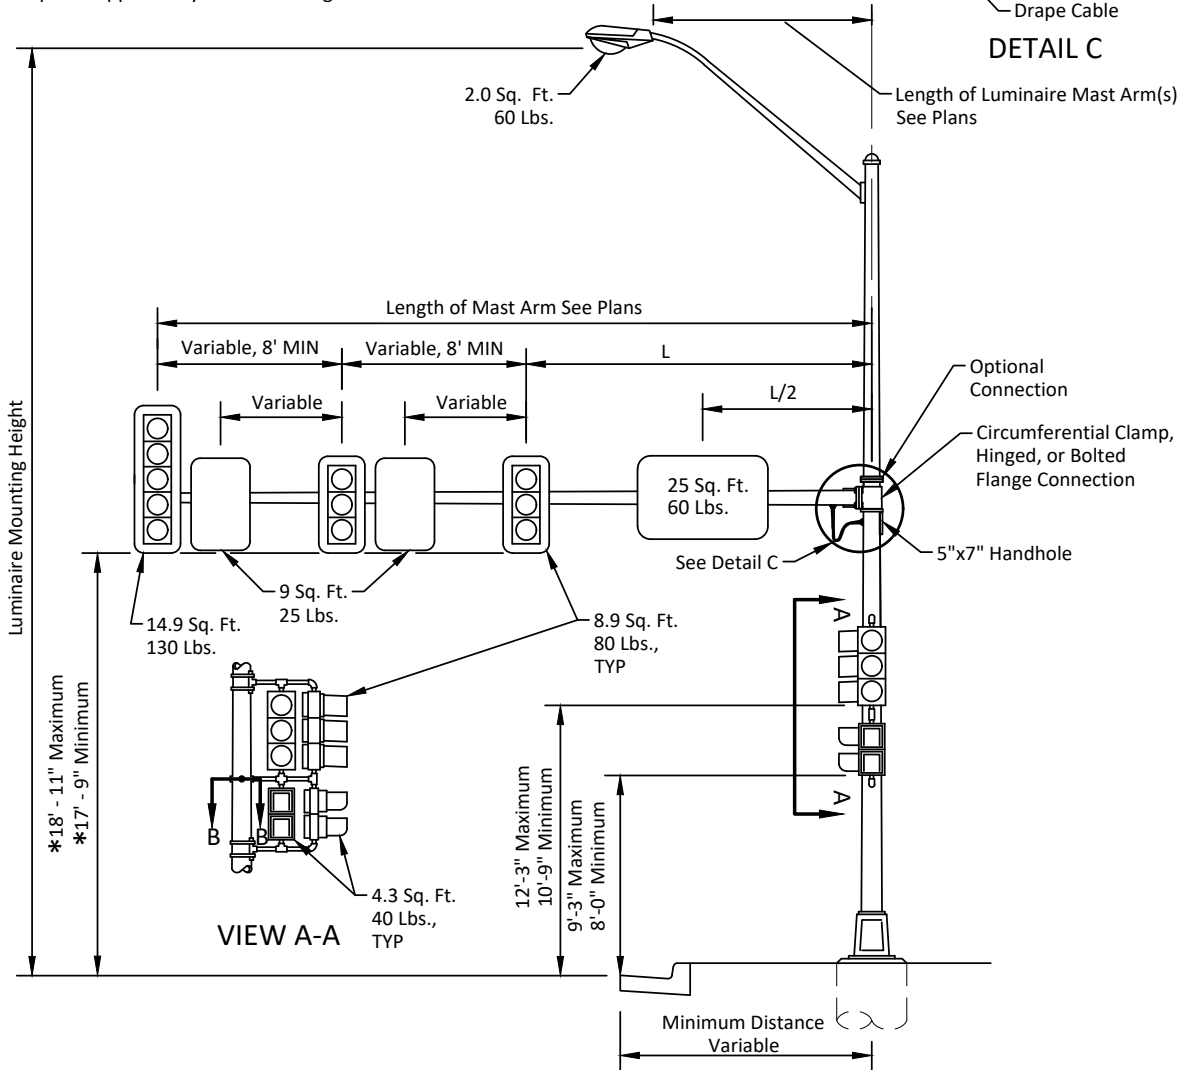 Drape Cable
DETAIL C
2.0 Sq. Ft.
60 Lbs.
Length of Luminaire Mast Arm(s)
See Plans
Length of Mast Arm See Plans
Variable, 8' MIN
Variable, 8' MIN
L
Variable
Variable
L/2
Optional
Connection
Circumferential Clamp,
Hinged, or Bolted
Flange Connection
25 Sq. Ft.
60 Lbs.
See Detail C
5"x7" Handhole
Luminaire Mounting Height
9 Sq. Ft.
25 Lbs.
14.9 Sq. Ft.
130 Lbs.
8.9 Sq. Ft.
80 Lbs.,
TYP
A
A
*18' - 11" Maximum
*17' - 9" Minimum
B
B
4.3 Sq. Ft.
40 Lbs.,
TYP
VIEW A-A
12'-3" Maximum
10'-9" Minimum
9'-3" Maximum
8'-0" Minimum
Minimum Distance
Variable